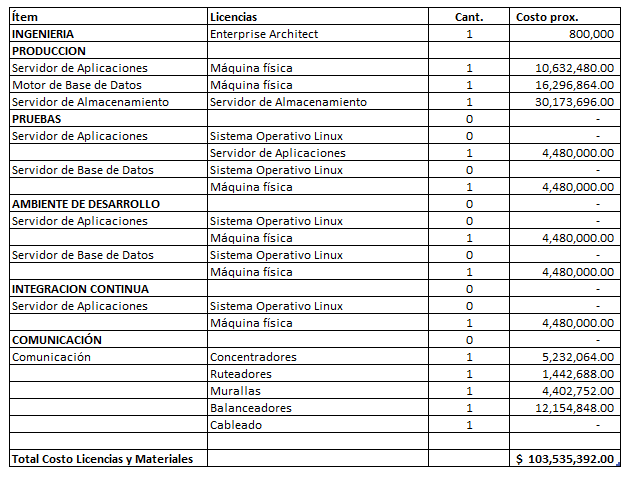 Ítem Licencias Cant. Costo prox.
INGENIERIA Enterprise Architect 1 800,000
PRODUCCION
Servidor de Aplicaciones Máquina física 1 10,632,480.00
Motor de Base de Datos Máquina física 1 16,296,864.00
Servidor de Almacenamiento Servidor de Almacenamiento 1 30,173,696.00
PRUEBAS 0 -
Servidor de Aplicaciones Sistema Operativo Linux 0 -
Servidor de Aplicaciones 1 4,480,000.00
Servidor de Base de Datos Sistema Operativo Linux 0 -
Máquina física 1 4,480,000.00
AMBIENTE DE DESARROLLO 0 -
Servidor de Aplicaciones Sistema Operativo Linux 0 -
Máquina física 1 4,480,000.00
Servidor de Base de Datos Sistema Operativo Linux 0 -
Máquina física 1 4,480,000.00
INTEGRACION CONTINUA 0 -
Servidor de Aplicaciones Sistema Operativo Linux 0 -
Máquina física 1 4,480,000.00
COMUNICACIÓN 0 -
Comunicación Concentradores 1 5,232,064.00
Ruteadores 1 1,442,688.00
Murallas 1 4,402,752.00
Balanceadores 1 12,154,848.00
Cableado 1 -
Total Costo Licencias y Materiales $ 103,535,392.00